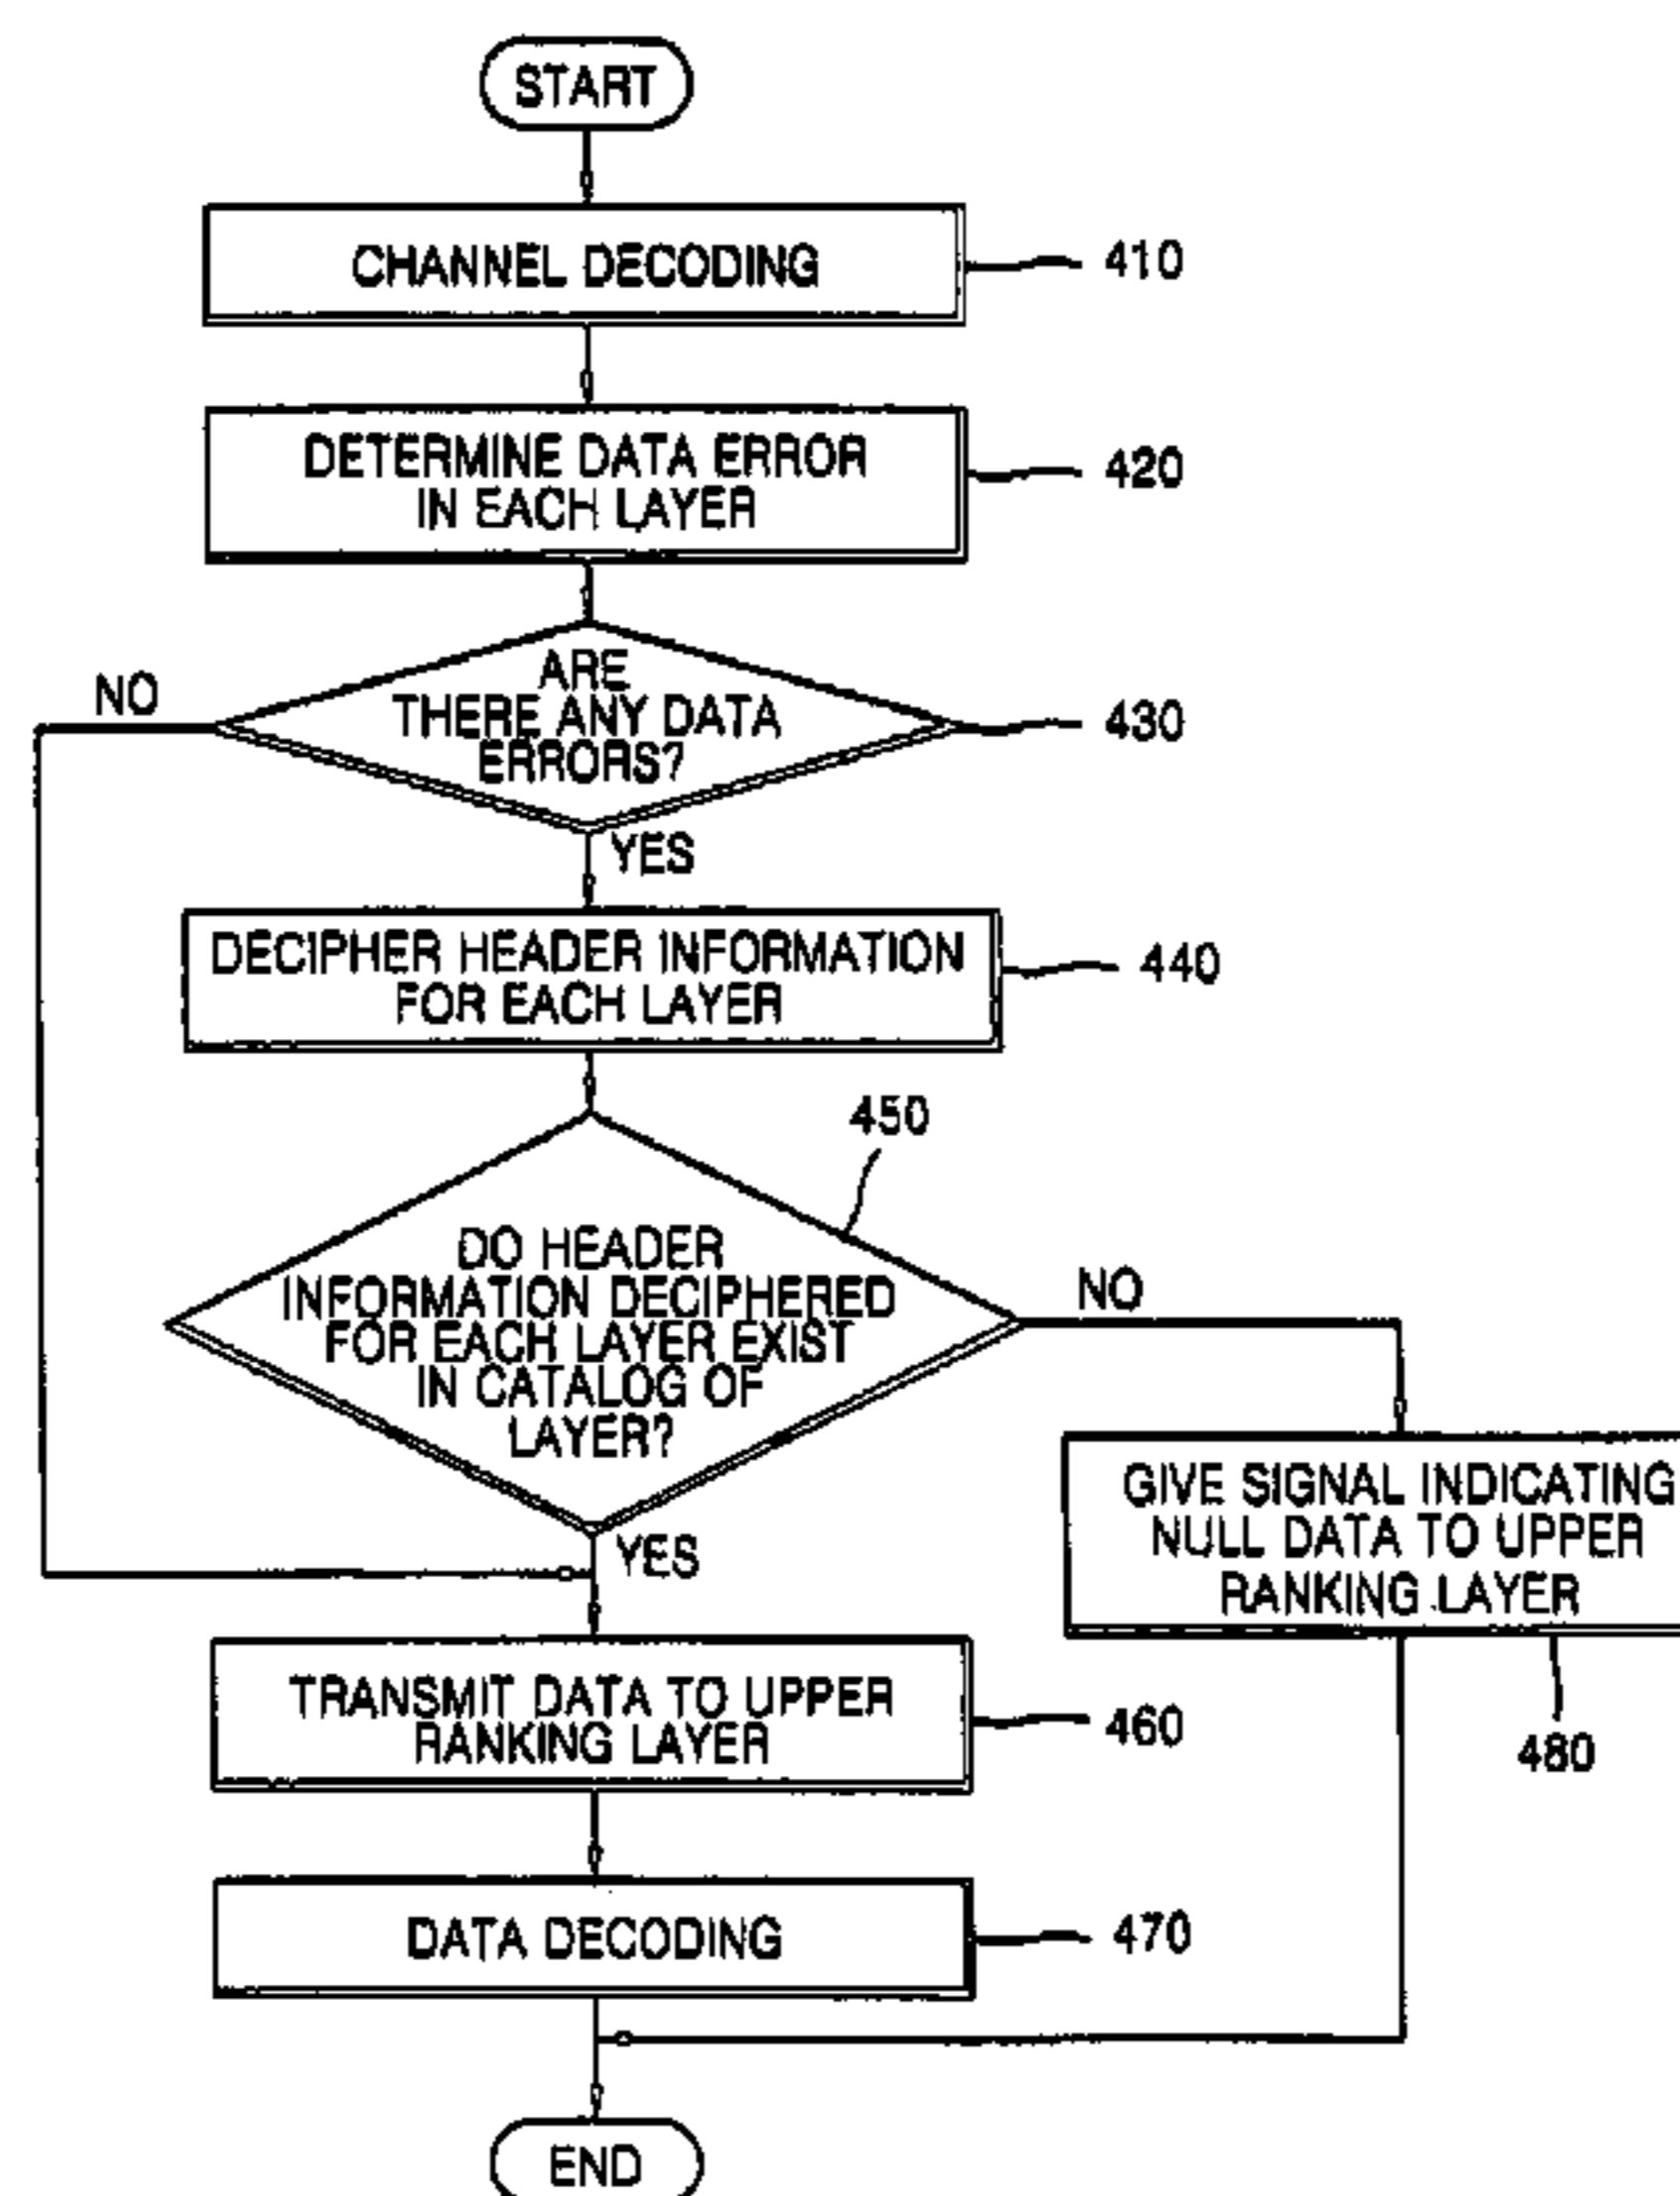 START
CHANNEL DECODING
410
DETERMINE DATA ERROR
IN EACH LAYER
420
ARE
THERE ANY DATA
ERRORS?
430
NO
YES
DECIPHER HEADER INFORMATION
FOR EACH LAYER
440
450
DO HEADER
INFORMATION DECIPHERED
FOR EACH LAYER EXIST
IN CATALOG OF
LAYER?
NO
YES
GIVE SIGNAL INDICATING
NULL DATA TO UPPER
RANKING LAYER
480
TRANSMIT DATA TO UPPER
RANKING LAYER
460
DATA DECODING
470
END